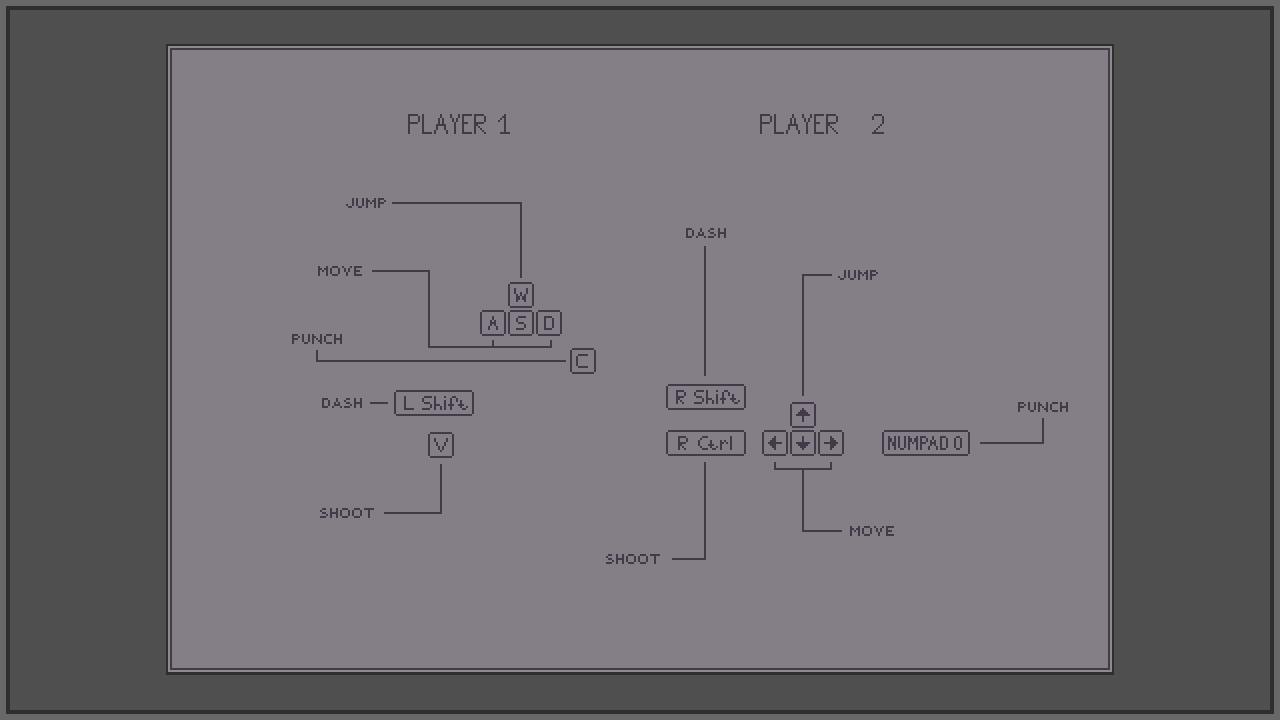 PLAYER 1
JUMP
MOVE
W
A S D
PUNCH
C
DASH
L Shift
V
SHOOT
PLAYER 2
DASH
JUMP
R Shift
R Ctrl
NUMPAD 0
PUNCH
MOVE
SHOOT